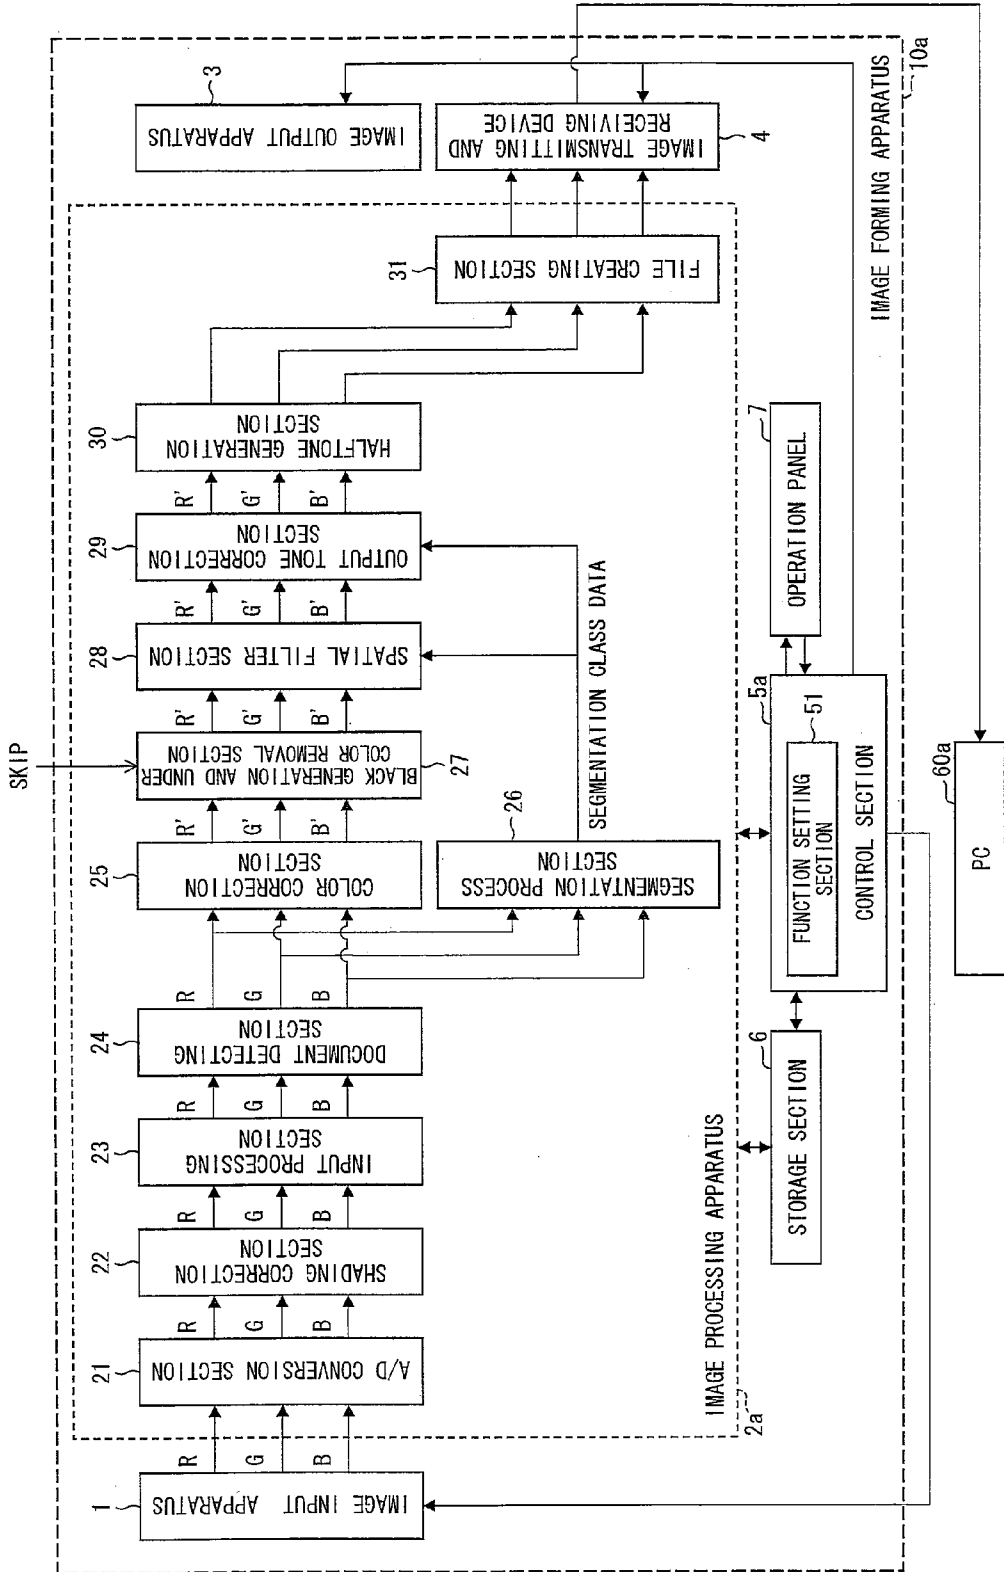 SKIP
IMAGE INPUT APPARATUS
1
R
G
B
A/D CONVERSION SECTION
21
R
G
B
SHADING CORRECTION
SECTION
22
R
G
B
INPUT PROCESSING
SECTION
23
R
G
B
DOCUMENT DETECTING
SECTION
24
R
G
B
COLOR CORRECTION
SECTION
25
SEGMENTATION PROCESS
SECTION
26
SEGMENTATION CLASS DATA
R'
G'
B'
BLACK GENERATION AND UNDER
COLOR REMOVAL SECTION
27
R'
G'
B'
SPATIAL FILTER SECTION
28
R'
G'
B'
OUTPUT TONE CORRECTION
SECTION
29
R'
G'
B'
HALFTONE GENERATION
SECTION
30
FILE CREATING SECTION
31
IMAGE OUTPUT APPARATUS
3
IMAGE TRANSMITTING AND
RECEIVING DEVICE
4
IMAGE PROCESSING APPARATUS
2a
STORAGE SECTION
6
FUNCTION SETTING
SECTION
51
CONTROL SECTION
5a
OPERATION PANEL
7
IMAGE FORMING APPARATUS
10a
PC
60a